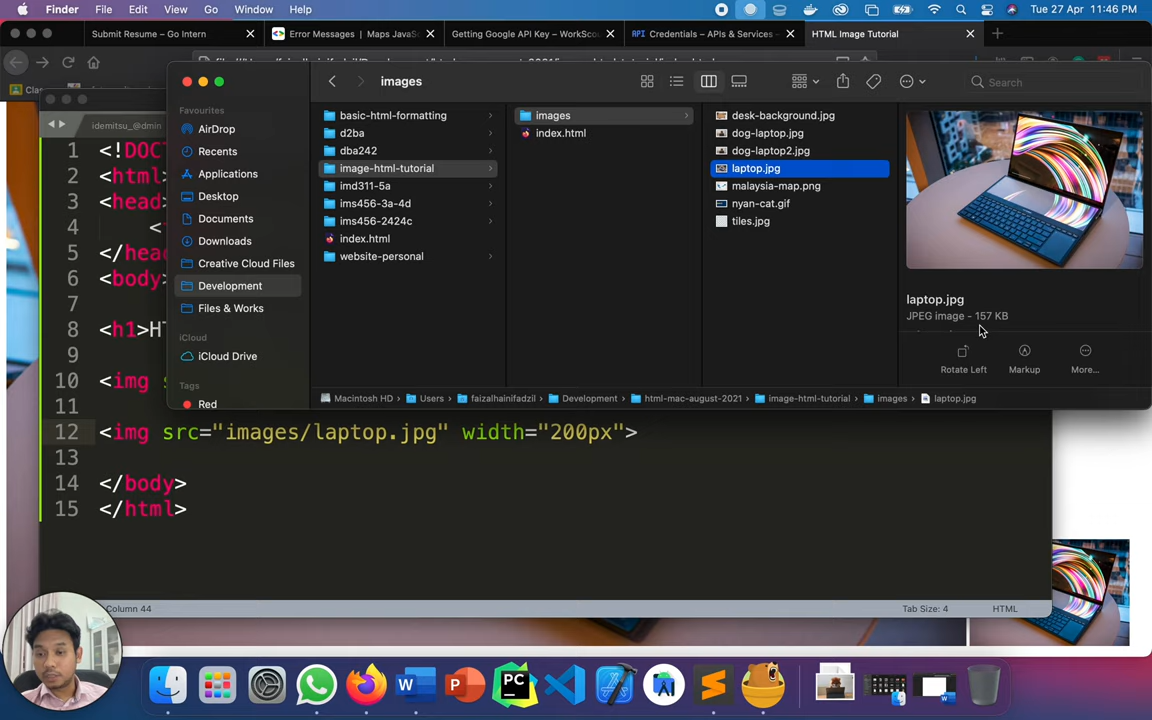 Finder File Edit View Go Window Help Tue 27 Apr 11:46 PM
Submit Resume – Go Intern
Error Messages | Maps JavaS
Getting Google API Key – WorkScou
API Credentials – APIs & Services –
HTML Image Tutorial
images
Search
Favourites
AirDrop
Recents
Applications
Desktop
Documents
Downloads
Creative Cloud Files
Development
Files & Works
iCloud
iCloud Drive
Tags
Red
basic-html-formatting
d2ba
dba242
image-html-tutorial
imd311-5a
ims456-3a-4d
ims456-2424c
index.html
website-personal
images
index.html
desk-background.jpg
dog-laptop.jpg
dog-laptop2.jpg
laptop.jpg
malaysia-map.png
nyan-cat.gif
tiles.jpg
laptop.jpg
JPEG image - 157 KB
Rotate Left
Markup
More...
Macintosh HD › Users › faizalhainifadzil › Development › html-mac-august-2021 › image-html-tutorial › images › laptop.jpg
Clas
idemitsu_@dmin
1 <!DOCT
2 <html>
3 <head>
4 <t
5 </head
6 <body>
7
8 <h1>HT
9
10 <img s
11
12 <img src="images/laptop.jpg" width="200px">
13
14 </body>
15 </html>
Column 44
Tab Size: 4
HTML
W
P
PC